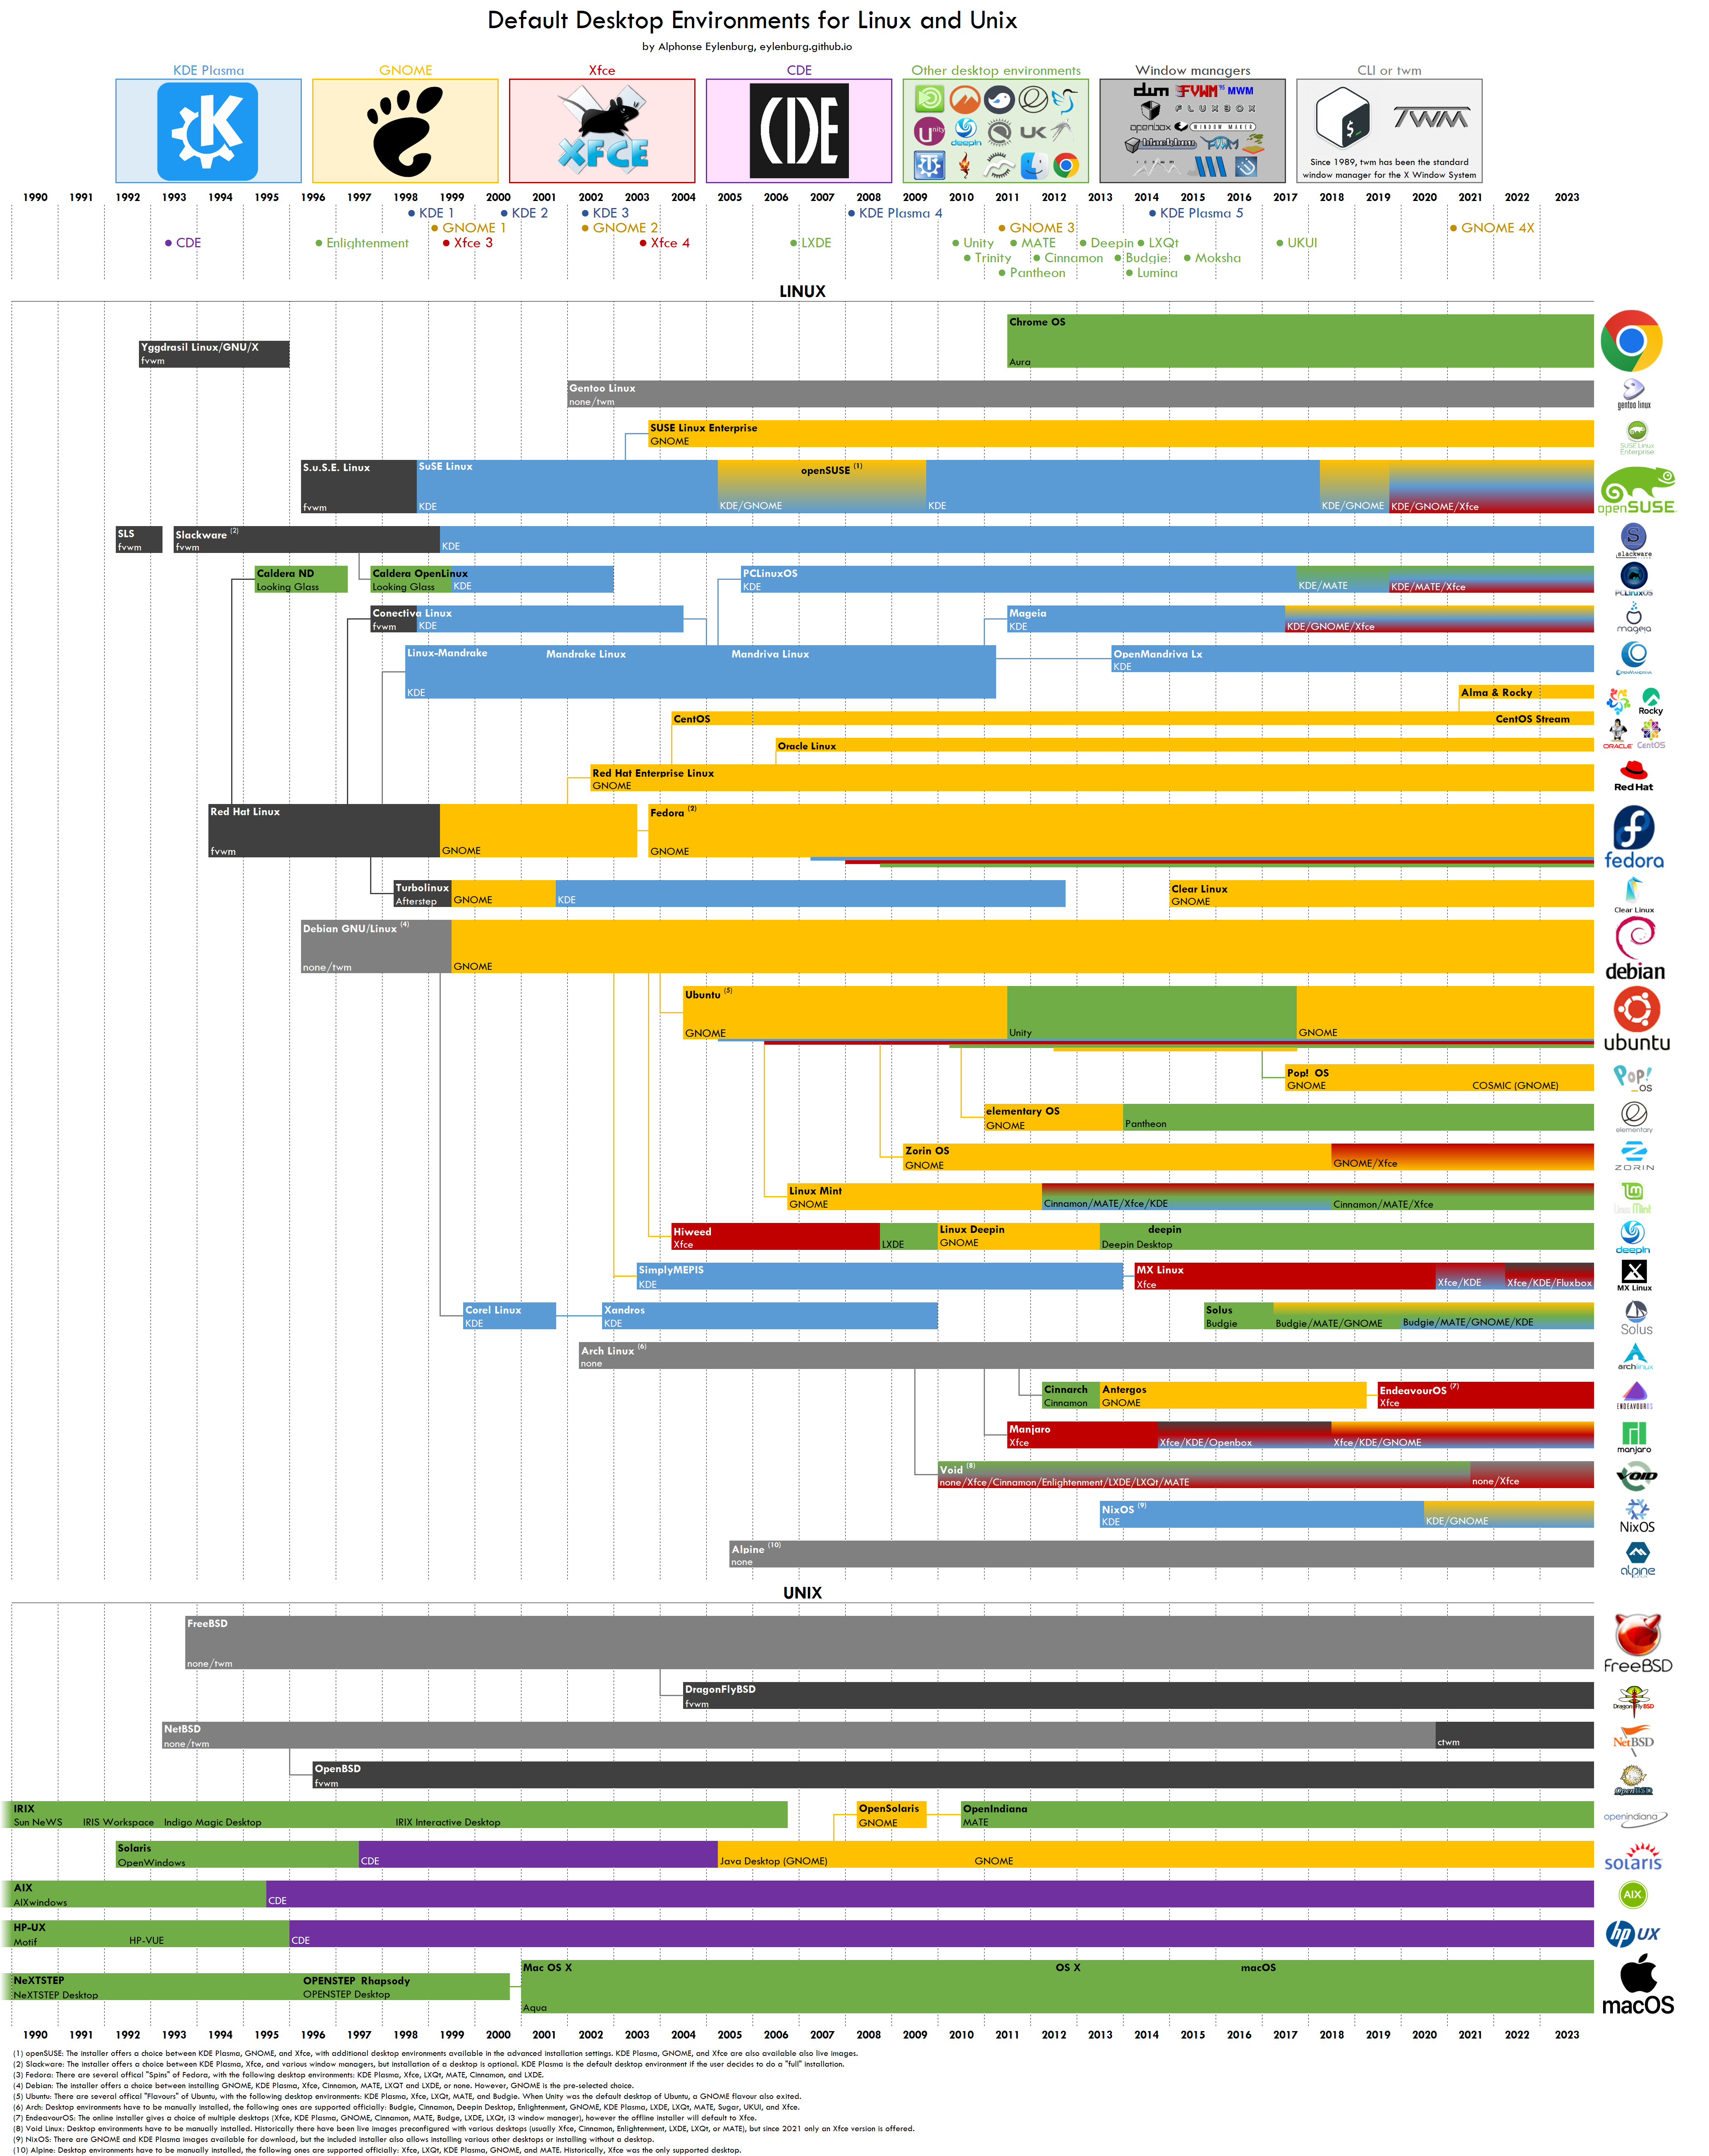 Default Desktop Environments for Linux and Unix
by Alphonse Eylenburg, eylenburg.github.io
KDE Plasma GNOME Xfce CDE Other desktop environments Window managers CLI or twm
XFCE
CDE
dwm FVWM'95 MWM
FLUXBOX
openbox WINDOW MAKER
blackbox PWM
Unity deepin UK
$_ TWM
Since 1989, twm has been the standard
window manager for the X Window System
1990 1991 1992 1993 1994 1995 1996 1997 1998 1999 2000 2001 2002 2003 2004 2005 2006 2007 2008 2009 2010 2011 2012 2013 2014 2015 2016 2017 2018 2019 2020 2021 2022 2023
KDE 1 KDE 2 KDE 3 KDE Plasma 4 KDE Plasma 5
GNOME 1 GNOME 2 GNOME 3 GNOME 4X
CDE Enlightenment Xfce 3 Xfce 4 LXDE Unity MATE Deepin LXQt UKUI
Trinity Cinnamon Budgie Moksha
Pantheon Lumina
LINUX
Chrome OS
Aura
Yggdrasil Linux/GNU/X
fvwm
Gentoo Linux
none/twm
gentoo linux
SUSE Linux Enterprise
GNOME
SUSE Linux
Enterprise
S.u.S.E. Linux SuSE Linux openSUSE (1)
fvwm KDE KDE/GNOME KDE KDE/GNOME KDE/GNOME/Xfce
openSUSE
SLS Slackware (2)
fvwm fvwm KDE
slackware
Caldera ND Caldera OpenLinux PCLinuxOS
Looking Glass Looking Glass KDE KDE KDE/MATE KDE/MATE/Xfce
PCLinuxOS
Conectiva Linux Mageia
fvwm KDE KDE KDE/GNOME/Xfce
mageia
Linux-Mandrake Mandrake Linux Mandriva Linux OpenMandriva Lx
KDE
KDE
OpenMandriva
Alma & Rocky
Rocky
CentOS CentOS Stream
Oracle Linux
ORACLE CentOS
Red Hat Enterprise Linux
GNOME
Red Hat
Red Hat Linux Fedora (2)
fvwm GNOME GNOME
fedora
Turbolinux Clear Linux
Afterstep GNOME KDE GNOME
Clear Linux
Debian GNU/Linux (4)
none/twm GNOME
debian
Ubuntu (5)
GNOME Unity GNOME
ubuntu
Pop! OS
GNOME COSMIC (GNOME)
Pop!_OS
elementary OS
GNOME Pantheon
elementary
Zorin OS
GNOME GNOME/Xfce
ZORIN
Linux Mint
GNOME Cinnamon/MATE/Xfce/KDE Cinnamon/MATE/Xfce
Linux Mint
Hiweed Linux Deepin deepin
Xfce LXDE GNOME Deepin Desktop
deepin
SimplyMEPIS MX Linux
KDE Xfce Xfce/KDE Xfce/KDE/Fluxbox
MX Linux
Corel Linux Xandros Solus
KDE KDE Budgie Budgie/MATE/GNOME Budgie/MATE/GNOME/KDE
Solus
Arch Linux (6)
none
archlinux
Cinnarch Antergos EndeavourOS (7)
Cinnamon GNOME Xfce
ENDEAVOUROS
Manjaro
Xfce Xfce/KDE/Openbox Xfce/KDE/GNOME
manjaro
Void (8)
none/Xfce/Cinnamon/Enlightenment/LXDE/LXQt/MATE none/Xfce
VOID
NixOS (9)
KDE KDE/GNOME
NixOS
Alpine (10)
none
alpine
UNIX
FreeBSD
none/twm
FreeBSD
DragonFlyBSD
fvwm
DragonFlyBSD
NetBSD
none/twm ctwm
NetBSD
OpenBSD
fvwm
OpenBSD
IRIX OpenSolaris OpenIndiana
Sun NeWS IRIS Workspace Indigo Magic Desktop IRIX Interactive Desktop GNOME MATE
openindiana
Solaris
OpenWindows CDE Java Desktop (GNOME) GNOME
SOLARIS
AIX
AIXwindows CDE
AIX
HP-UX
Motif HP-VUE CDE
hp UX
Mac OS X OS X macOS
NeXTSTEP OPENSTEP Rhapsody
NeXTSTEP Desktop OPENSTEP Desktop
Aqua
macOS
1990 1991 1992 1993 1994 1995 1996 1997 1998 1999 2000 2001 2002 2003 2004 2005 2006 2007 2008 2009 2010 2011 2012 2013 2014 2015 2016 2017 2018 2019 2020 2021 2022 2023
(1) openSUSE: The installer offers a choice between KDE Plasma, GNOME, and Xfce, with additional desktop environments available in the advanced installation settings. KDE Plasma, GNOME, and Xfce are also available also live images.
(2) Slackware: The installer offers a choice between KDE Plasma, Xfce, and various window managers, but installation of a desktop is optional. KDE Plasma is the default desktop environment if the user decides to do a "full" installation.
(3) Fedora: There are several offical "Spins" of Fedora, with the following desktop environments: KDE Plasma, Xfce, LXQt, MATE, Cinnamon, and LXDE.
(4) Debian: The installer offers a choice between installing GNOME, KDE Plasma, Xfce, Cinnamon, MATE, LXQT and LXDE, or none. However, GNOME is the pre-selected choice.
(5) Ubuntu: There are several offical "Flavours" of Ubuntu, with the following desktop environments: KDE Plasma, Xfce, LXQt, MATE, and Budgie. When Unity was the default desktop of Ubuntu, a GNOME flavour also exited.
(6) Arch: Desktop environments have to be manually installed, the following ones are supported officially: Budgie, Cinnamon, Deepin Desktop, Enlightenment, GNOME, KDE Plasma, LXDE, LXQt, MATE, Sugar, UKUI, and Xfce.
(7) EndeavourOS: The online installer gives a choice of multiple desktops (Xfce, KDE Plasma, GNOME, Cinnamon, MATE, Budge, LXDE, LXQt, i3 window manager), however the offline installer will default to Xfce.
(8) Void Linux: Desktop environments have to be manually installed. Historically there have been live images preconfigured with various desktops (usually Xfce, Cinnamon, Enlightenment, LXDE, LXQt, or MATE), but since 2021 only an Xfce version is offered.
(9) NixOS: There are GNOME and KDE Plasma images available for download, but the included installer also allows installing various other desktops or installing without a desktop.
(10) Alpine: Desktop environments have to be manually installed, the following ones are supported officially: Xfce, LXQt, KDE Plasma, GNOME, and MATE. Historically, Xfce was the only supported desktop.